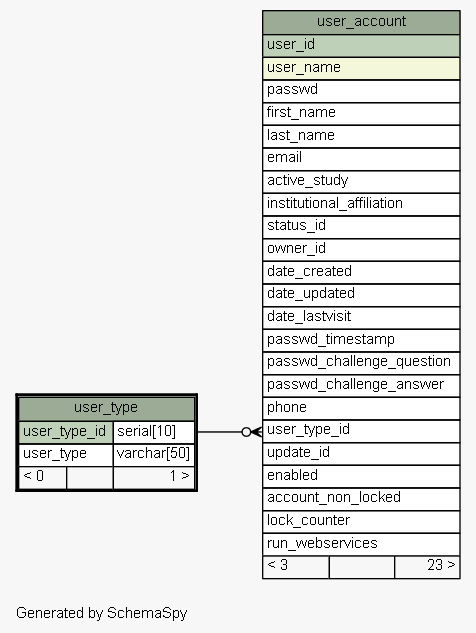 user_account
user_id
user_name
passwd
first_name
last_name
email
active_study
institutional_affiliation
status_id
owner_id
date_created
date_updated
date_lastvisit
passwd_timestamp
passwd_challenge_question
passwd_challenge_answer
phone
user_type_id
update_id
enabled
account_non_locked
lock_counter
run_webservices
< 3 23 >
user_type
user_type_id serial[10]
user_type varchar[50]
< 0 1 >
Generated by SchemaSpy